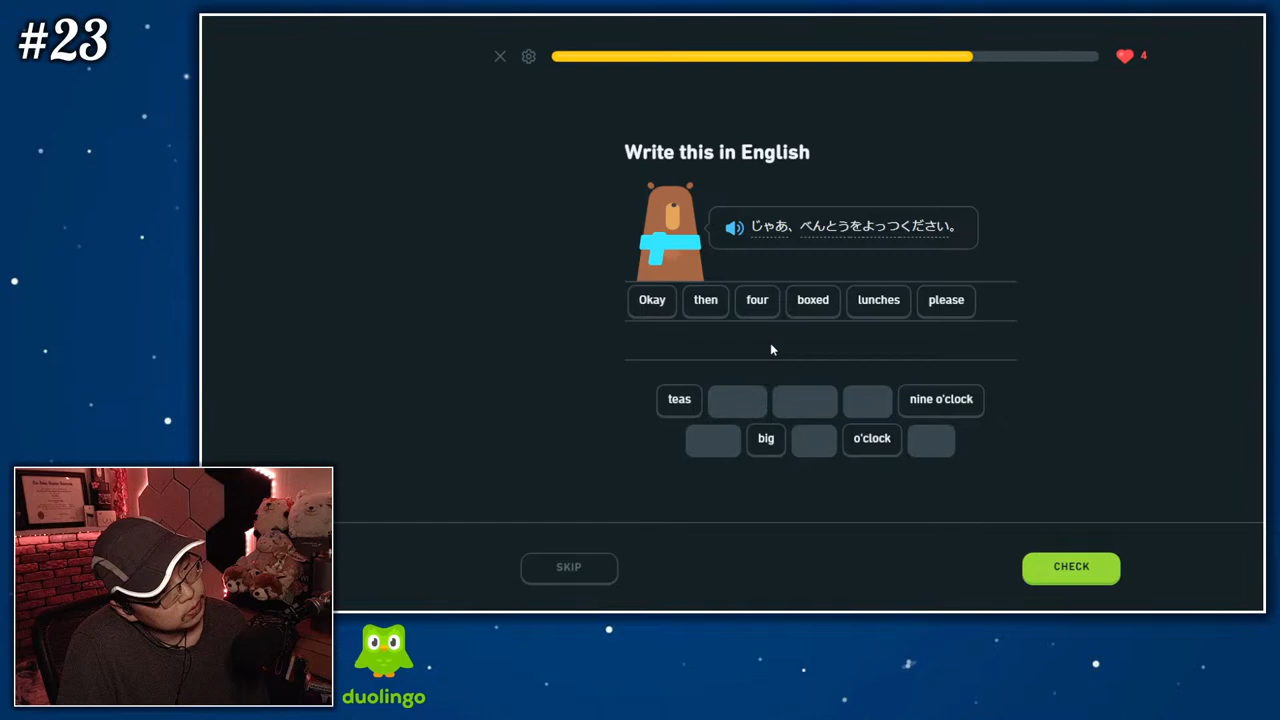 #23
4
Write this in English
じゃあ、べんとうをよっつください。
Okay then four boxed lunches please
teas nine o'clock
big o'clock
SKIP CHECK
duolingo